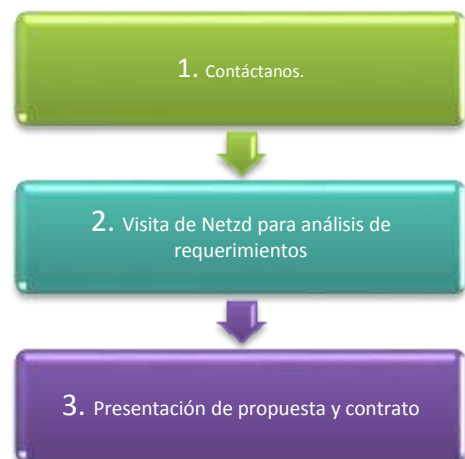 1. Contáctanos.
2. Visita de Netzd para análisis de
requerimientos
3. Presentación de propuesta y contrato